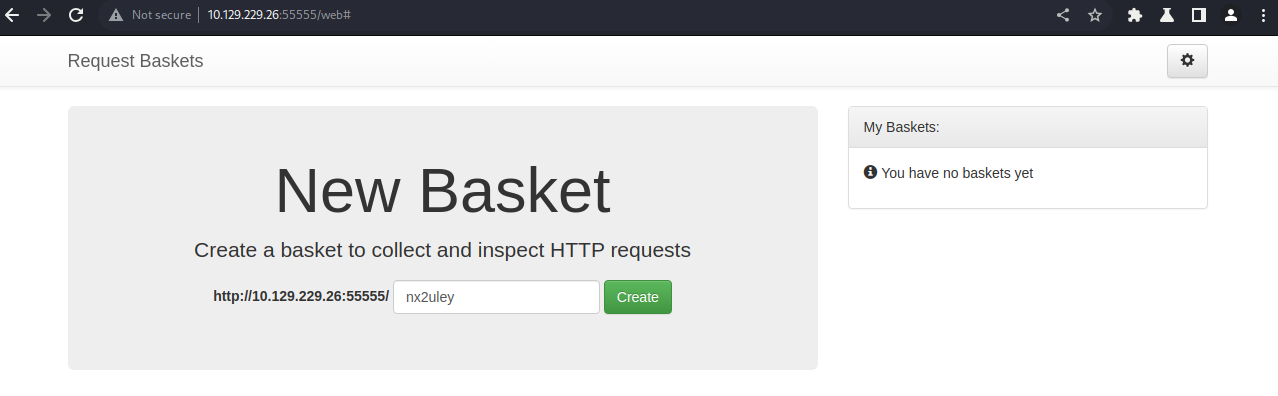 Not secure 10.129.229.26:55555/web#
Request Baskets
New Basket
Create a basket to collect and inspect HTTP requests
http://10.129.229.26:55555/ nx2uley Create
My Baskets:
You have no baskets yet